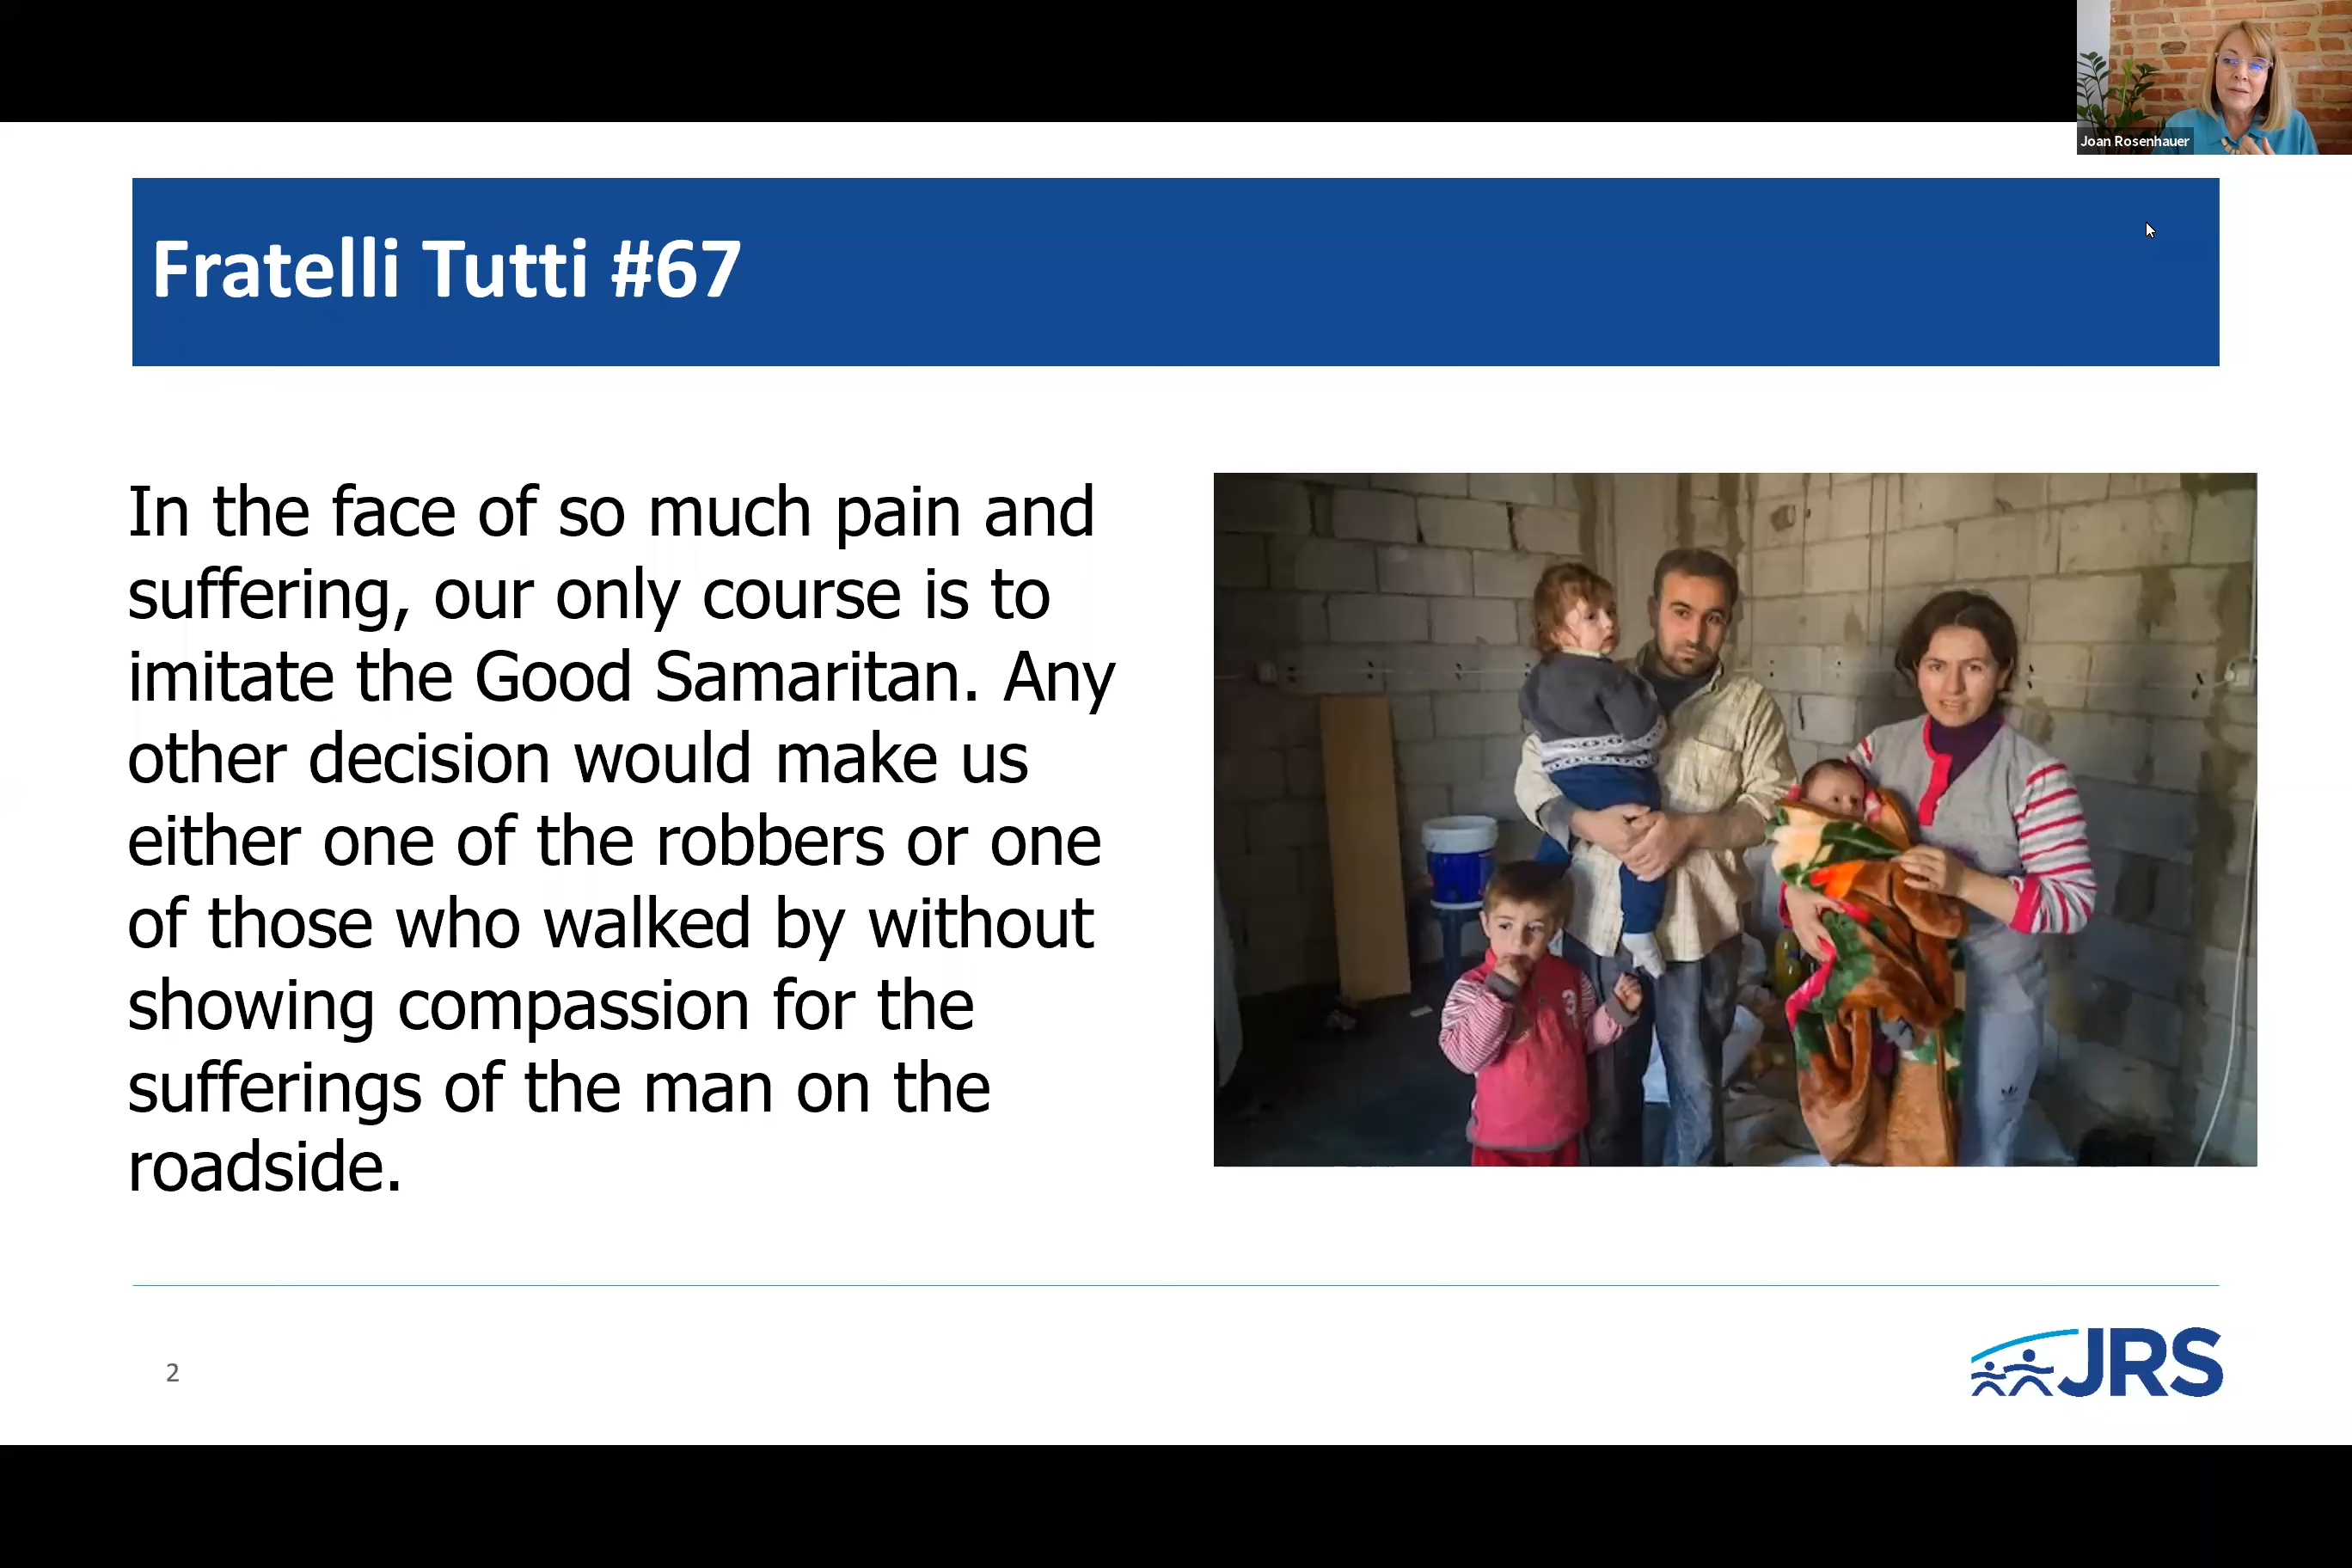 Joan Rosenhauer
Fratelli Tutti #67
In the face of so much pain and
suffering, our only course is to
imitate the Good Samaritan. Any
other decision would make us
either one of the robbers or one
of those who walked by without
showing compassion for the
sufferings of the man on the
roadside.
3
2
JRS